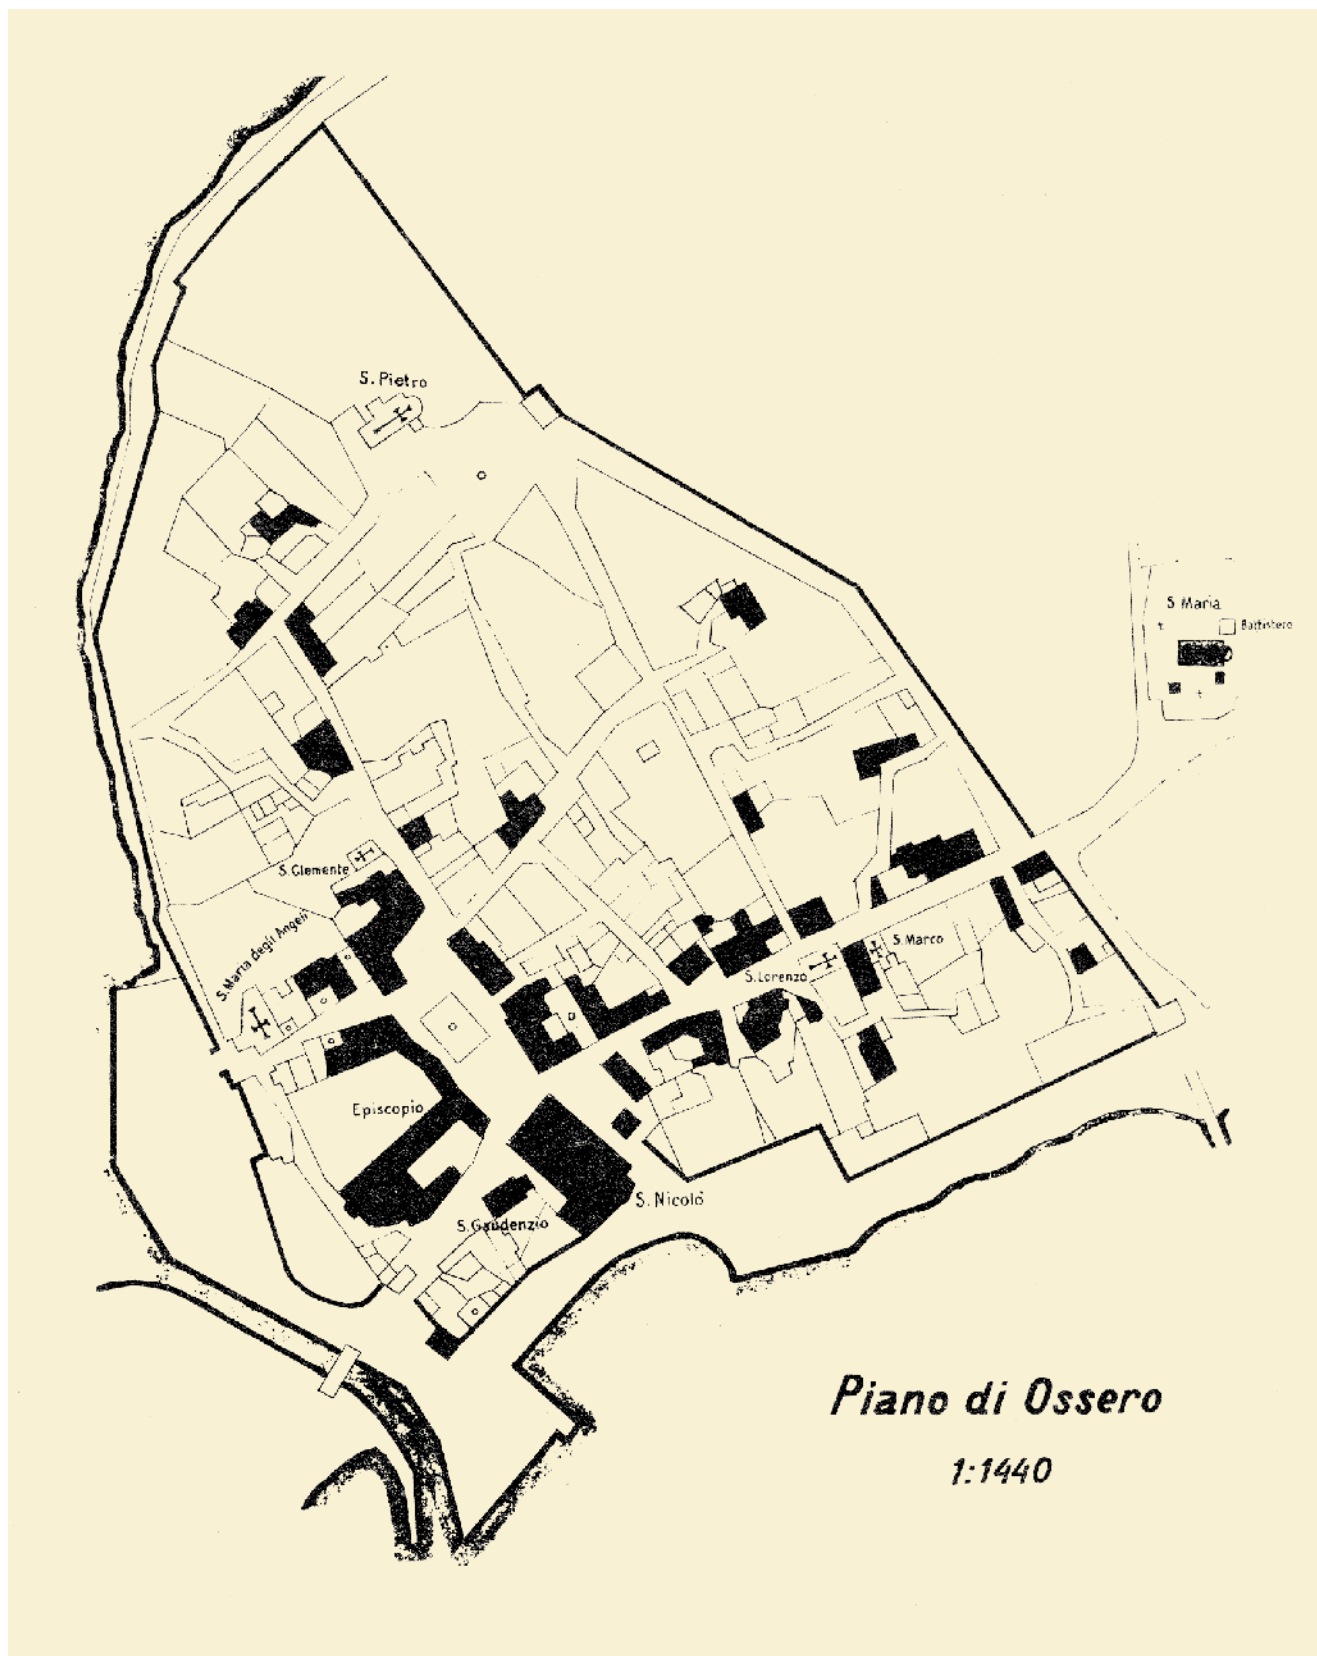 S. Pietro
S Maria
Battistero
S. Clemente
S. Maria degli Angeli
S. Marco
S. Lorenzo
Episcopio
S. Nicolò
S. Gaudenzio
Piano di Ossero
1:1440